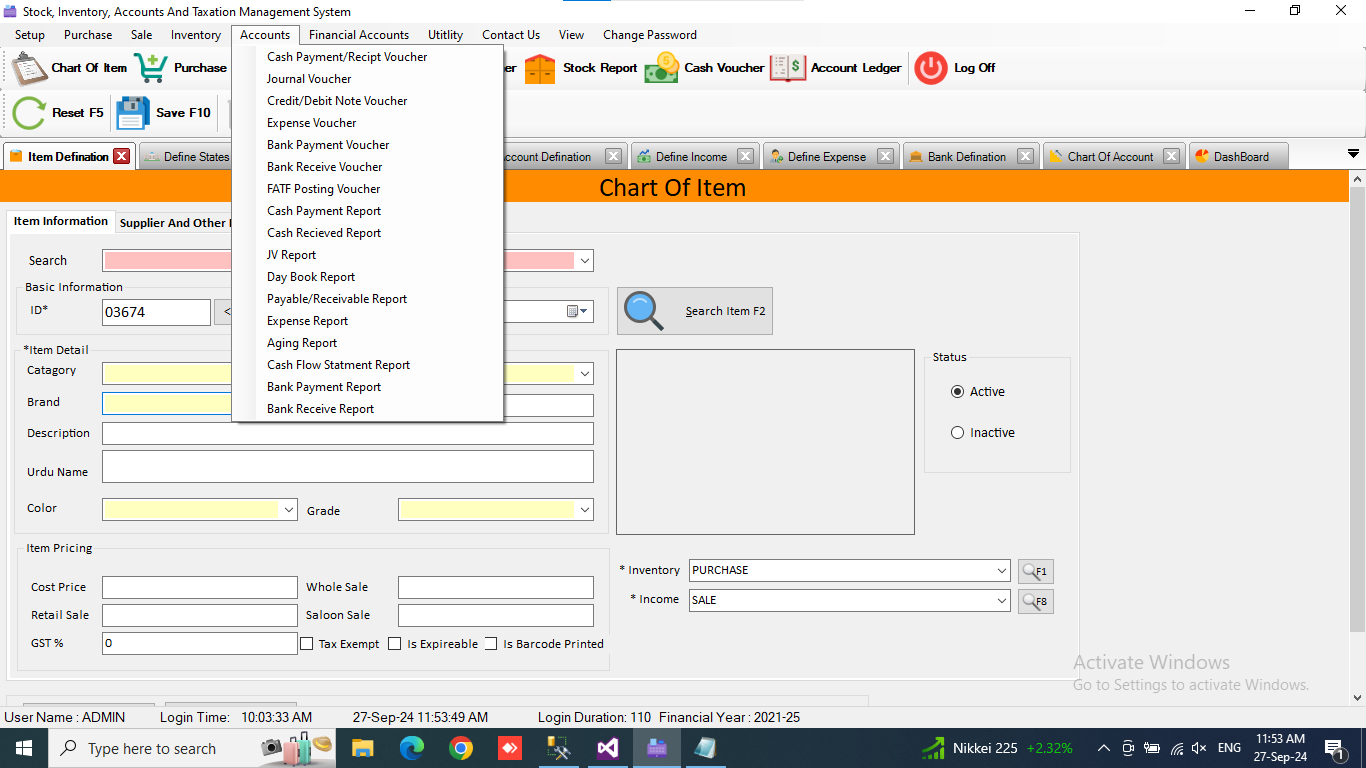 Stock, Inventory, Accounts And Taxation Management System
Setup Purchase Sale Inventory Accounts Financial Accounts Utitlity Contact Us View Change Password
Chart Of Item Purchase Stock Report Cash Voucher Account Ledger Log Off
Reset F5 Save F10
Cash Payment/Recipt Voucher
Journal Voucher
Credit/Debit Note Voucher
Expense Voucher
Bank Payment Voucher
Bank Receive Voucher
FATF Posting Voucher
Cash Payment Report
Cash Recieved Report
JV Report
Day Book Report
Payable/Receivable Report
Expense Report
Aging Report
Cash Flow Statment Report
Bank Payment Report
Bank Receive Report
Item Defination Define States ccount Defination Define Income Define Expense Bank Defination Chart Of Account DashBoard
Chart Of Item
Item Information Supplier And Other
Search
Basic Information
ID* 03674 < Search Item F2
*Item Detail
Catagory
Brand
Description
Urdu Name
Color Grade
Status
Active
Inactive
Item Pricing
Cost Price Whole Sale
Retail Sale Saloon Sale
GST % 0 Tax Exempt Is Expireable Is Barcode Printed
* Inventory PURCHASE F1
* Income SALE F8
Activate Windows
Go to Settings to activate Windows.
User Name : ADMIN Login Time: 10:03:33 AM 27-Sep-24 11:53:49 AM Login Duration: 110 Financial Year : 2021-25
Type here to search Nikkei 225 +2.32% ENG 11:53 AM
27-Sep-24
1